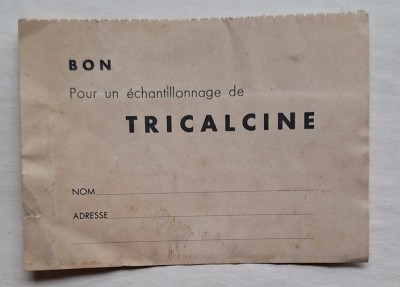 BON
Pour un échantillonnage de
TRICALCINE
NOM
ADRESSE